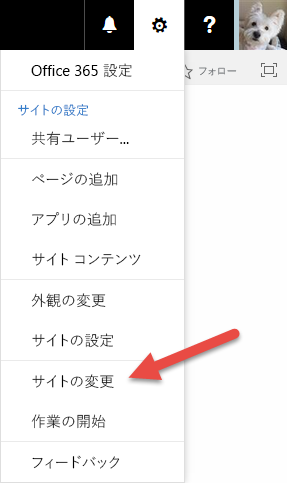 ?
Office 365 設定
フォロー
サイトの設定
共有ユーザー...
ページの追加
アプリの追加
サイト コンテンツ
外観の変更
サイトの設定
サイトの変更
作業の開始
フィードバック